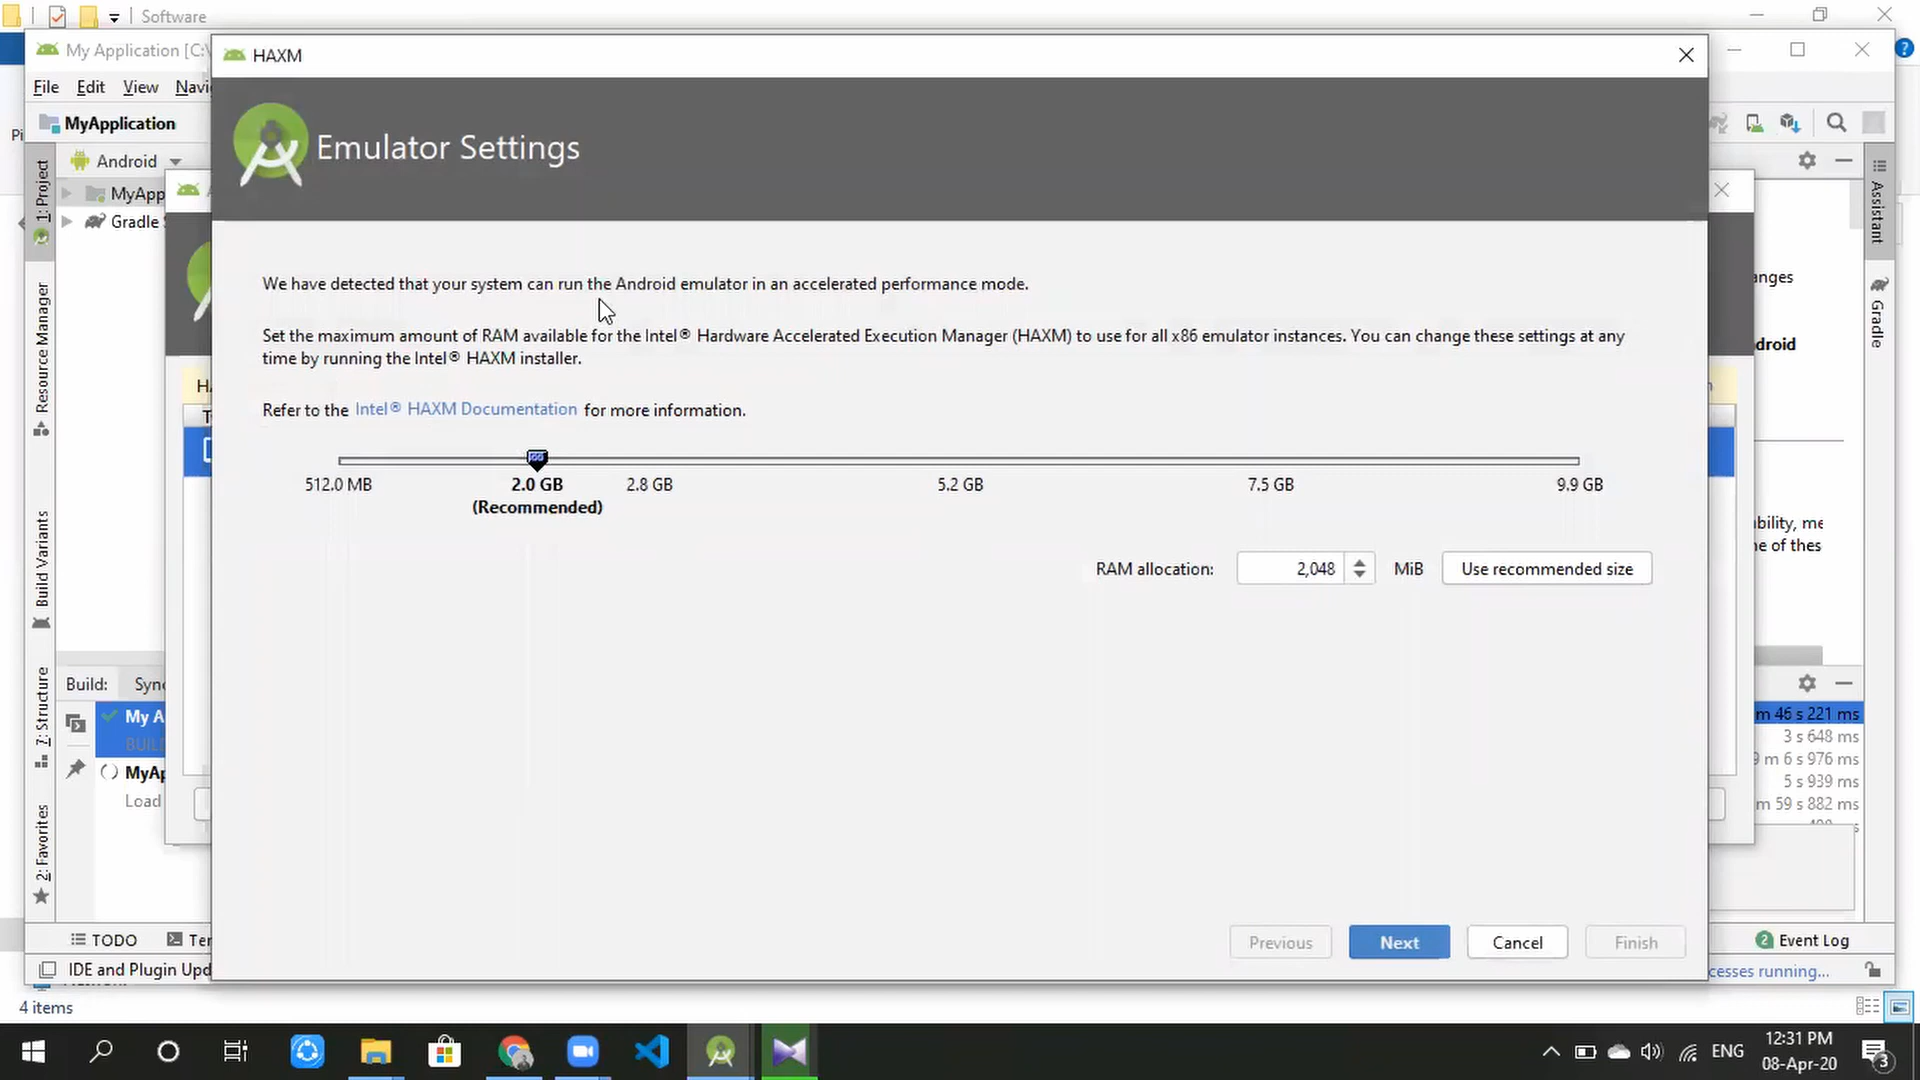 Software
My Application [C:\
HAXM
File Edit View Navi
MyApplication
Pi
Android
MyApp
Gradle
1: Project
Resource Manager
Build Variants
7: Structure
2: Favorites
Assistant
Gradle
Emulator Settings
We have detected that your system can run the Android emulator in an accelerated performance mode.
Set the maximum amount of RAM available for the Intel® Hardware Accelerated Execution Manager (HAXM) to use for all x86 emulator instances. You can change these settings at any
time by running the Intel® HAXM installer.
Refer to the Intel® HAXM Documentation for more information.
512.0 MB 2.0 GB 2.8 GB 5.2 GB 7.5 GB 9.9 GB
(Recommended)
RAM allocation: 2,048 MiB Use recommended size
anges
droid
bility, me
e of thes
Build: Sync
My A
BUIL
MyAp
Load
m 46 s 221 ms
3 s 648 ms
9 m 6 s 976 ms
5 s 939 ms
m 59 s 882 ms
Previous Next Cancel Finish
TODO Ter
2 Event Log
IDE and Plugin Upd
cesses running...
4 items
ENG
12:31 PM
08-Apr-20
3